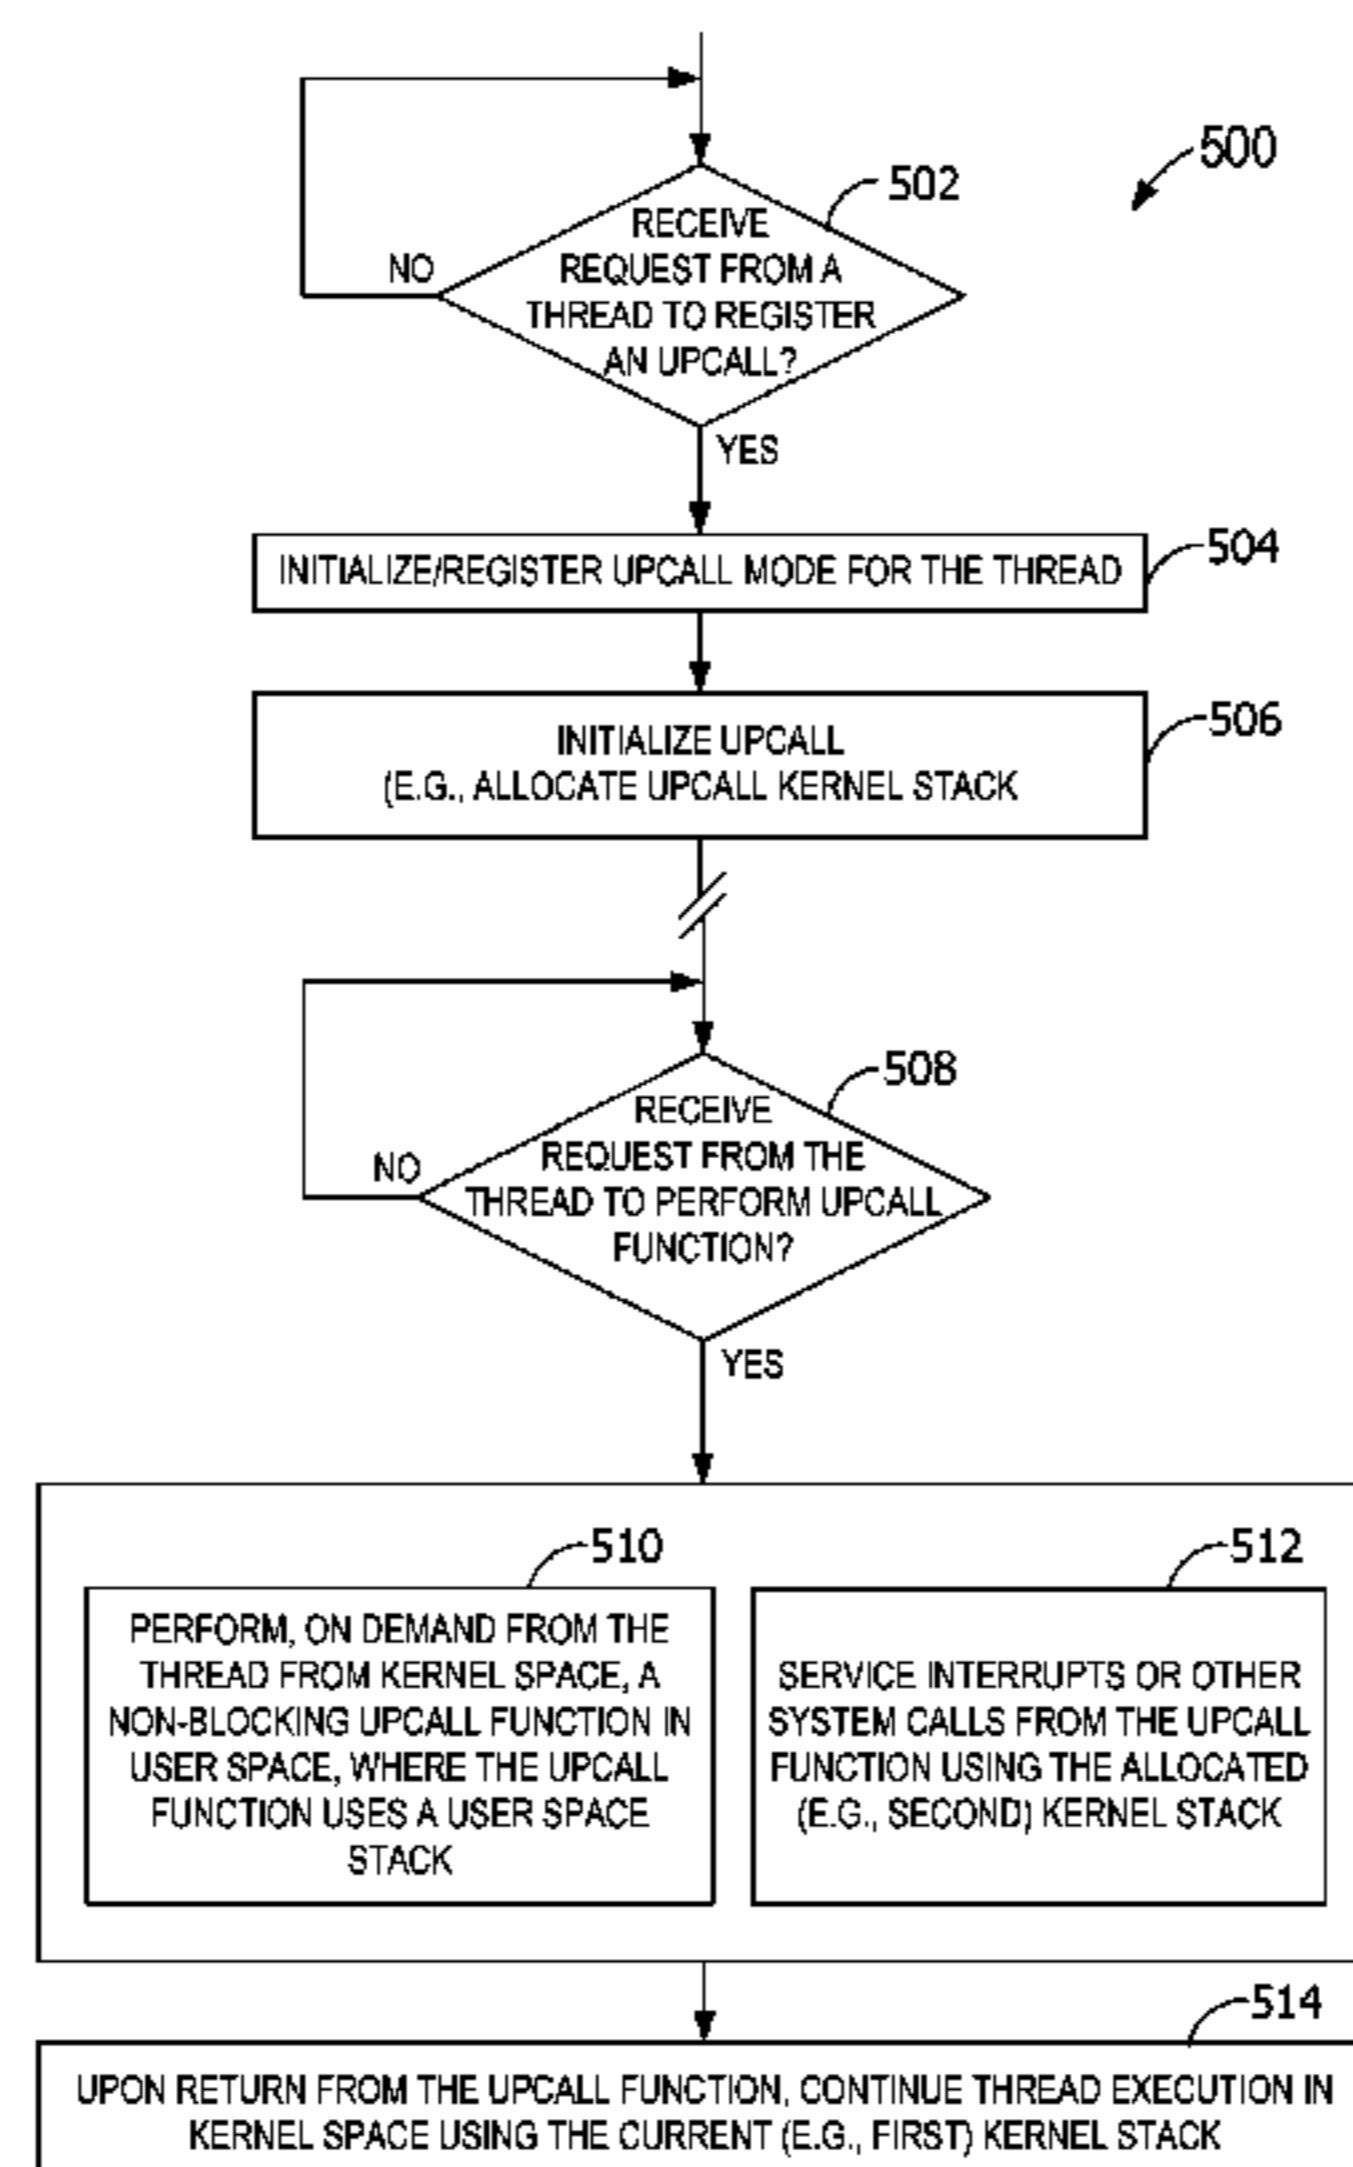 500
502
RECEIVE
REQUEST FROM A
THREAD TO REGISTER
AN UPCALL?
NO
YES
504
INITIALIZE/REGISTER UPCALL MODE FOR THE THREAD
506
INITIALIZE UPCALL
(E.G., ALLOCATE UPCALL KERNEL STACK
508
RECEIVE
REQUEST FROM THE
THREAD TO PERFORM UPCALL
FUNCTION?
NO
YES
510
PERFORM, ON DEMAND FROM THE
THREAD FROM KERNEL SPACE, A
NON-BLOCKING UPCALL FUNCTION IN
USER SPACE, WHERE THE UPCALL
FUNCTION USES A USER SPACE
STACK
512
SERVICE INTERRUPTS OR OTHER
SYSTEM CALLS FROM THE UPCALL
FUNCTION USING THE ALLOCATED
(E.G., SECOND) KERNEL STACK
514
UPON RETURN FROM THE UPCALL FUNCTION, CONTINUE THREAD EXECUTION IN
KERNEL SPACE USING THE CURRENT (E.G., FIRST) KERNEL STACK